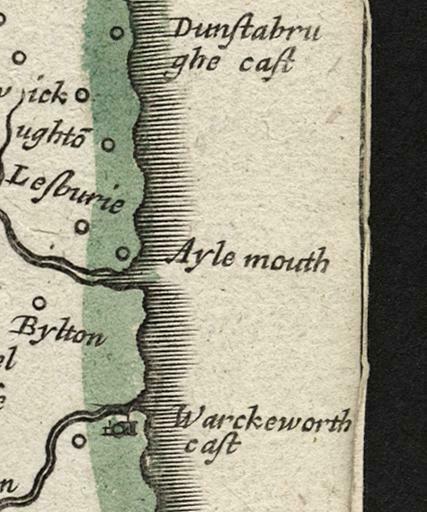 Dunſtabru
ghe caſt
ick
ughtō
Leſburie
Ayle mouth
Bylton
el
Warckeworth
caſt
n